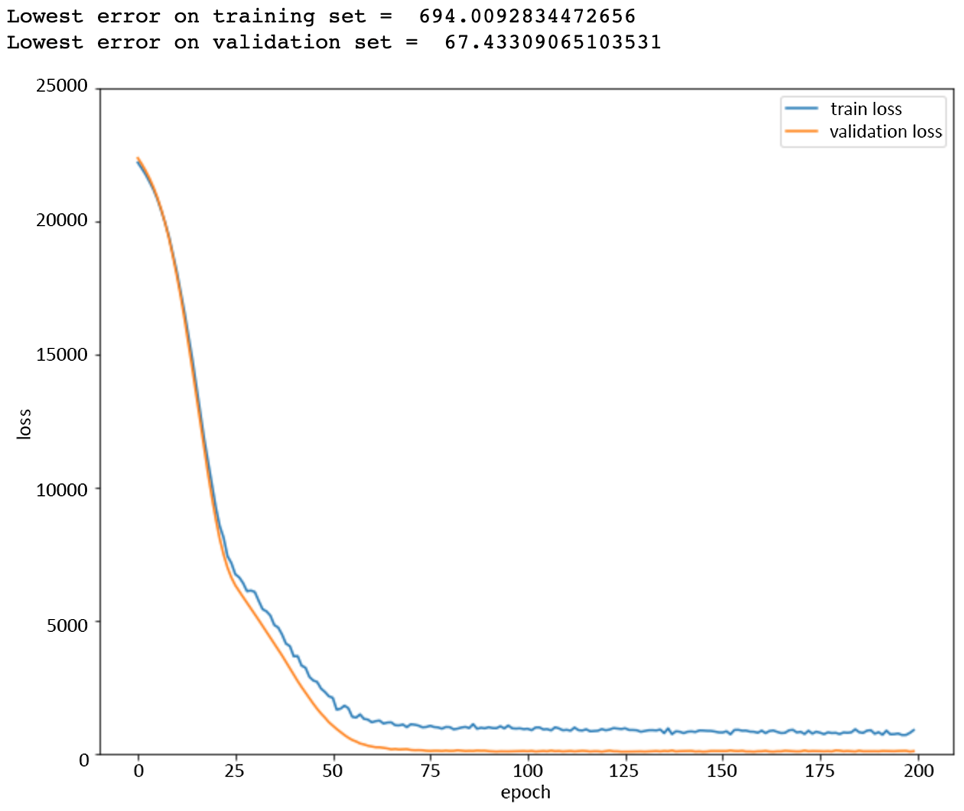 Lowest error on training set =  694.0092834472656
Lowest error on validation set =  67.43309065103531
25000
train loss
validation loss
20000
15000
loss
10000
5000
0
0 25 50 75 100 125 150 175 200
epoch